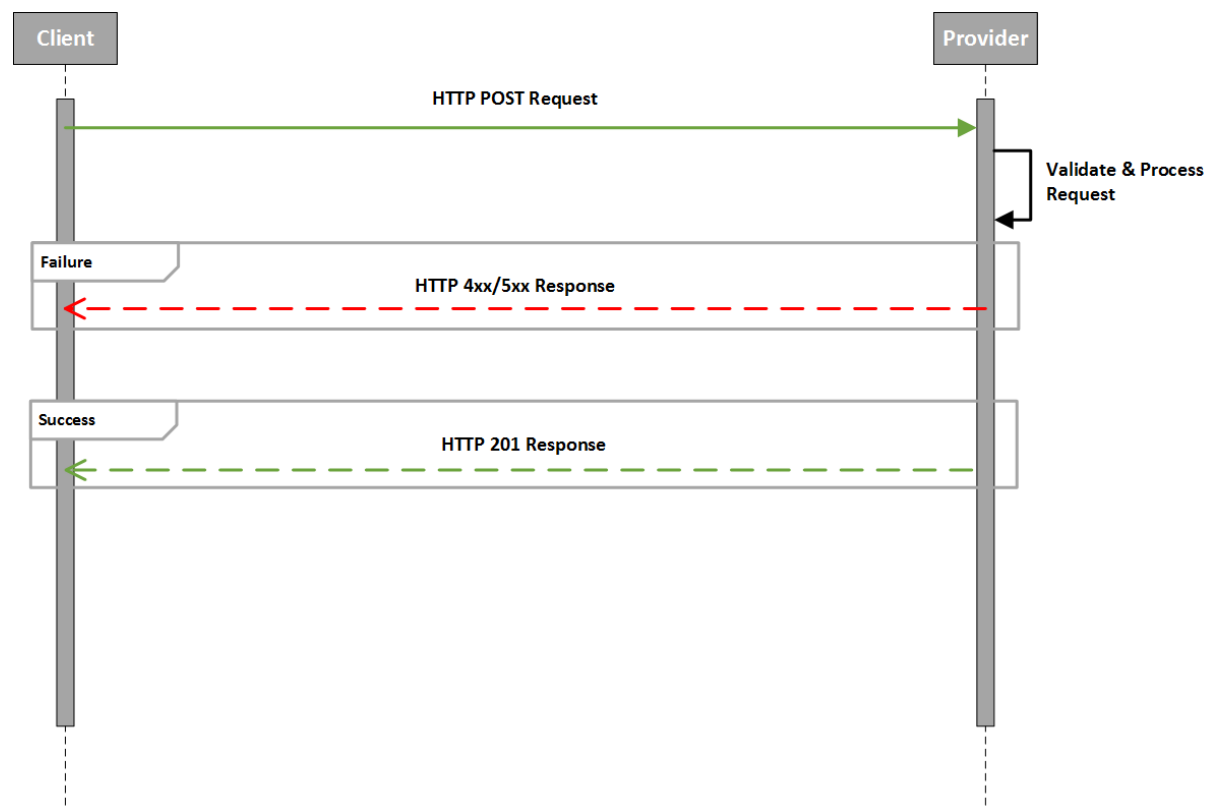 Client
Provider
HTTP POST Request
Validate & Process
Request
Failure
HTTP 4xx/5xx Response
Success
HTTP 201 Response